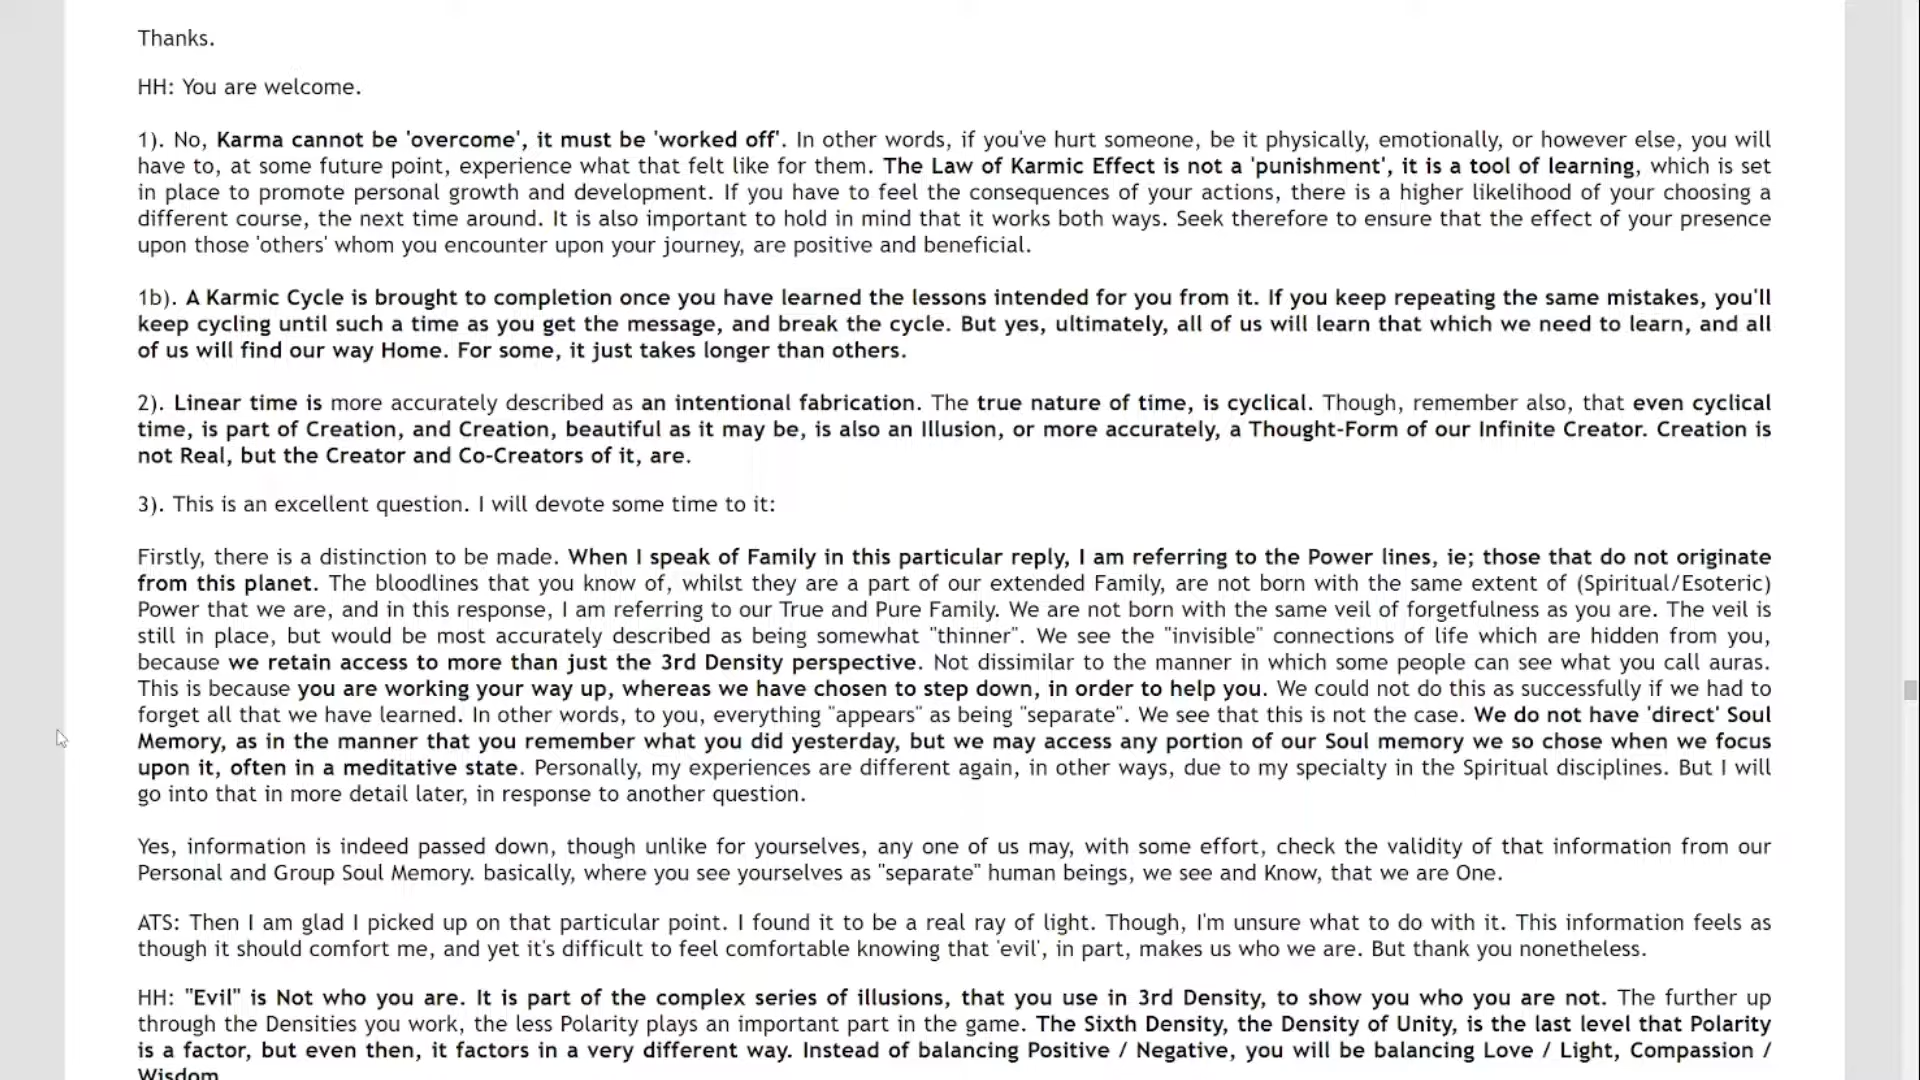 Thanks.
HH: You are welcome.
1). No, Karma cannot be 'overcome', it must be 'worked off'. In other words, if you've hurt someone, be it physically, emotionally, or however else, you will
have to, at some future point, experience what that felt like for them. The Law of Karmic Effect is not a 'punishment', it is a tool of learning, which is set
in place to promote personal growth and development. If you have to feel the consequences of your actions, there is a higher likelihood of your choosing a
different course, the next time around. It is also important to hold in mind that it works both ways. Seek therefore to ensure that the effect of your presence
upon those 'others' whom you encounter upon your journey, are positive and beneficial.
1b). A Karmic Cycle is brought to completion once you have learned the lessons intended for you from it. If you keep repeating the same mistakes, you'll
keep cycling until such a time as you get the message, and break the cycle. But yes, ultimately, all of us will learn that which we need to learn, and all
of us will find our way Home. For some, it just takes longer than others.
2). Linear time is more accurately described as an intentional fabrication. The true nature of time, is cyclical. Though, remember also, that even cyclical
time, is part of Creation, and Creation, beautiful as it may be, is also an Illusion, or more accurately, a Thought-Form of our Infinite Creator. Creation is
not Real, but the Creator and Co-Creators of it, are.
3). This is an excellent question. I will devote some time to it:
Firstly, there is a distinction to be made. When I speak of Family in this particular reply, I am referring to the Power lines, ie; those that do not originate
from this planet. The bloodlines that you know of, whilst they are a part of our extended Family, are not born with the same extent of (Spiritual/Esoteric)
Power that we are, and in this response, I am referring to our True and Pure Family. We are not born with the same veil of forgetfulness as you are. The veil is
still in place, but would be most accurately described as being somewhat "thinner". We see the "invisible" connections of life which are hidden from you,
because we retain access to more than just the 3rd Density perspective. Not dissimilar to the manner in which some people can see what you call auras.
This is because you are working your way up, whereas we have chosen to step down, in order to help you. We could not do this as successfully if we had to
forget all that we have learned. In other words, to you, everything "appears" as being "separate". We see that this is not the case. We do not have 'direct' Soul
Memory, as in the manner that you remember what you did yesterday, but we may access any portion of our Soul memory we so chose when we focus
upon it, often in a meditative state. Personally, my experiences are different again, in other ways, due to my specialty in the Spiritual disciplines. But I will
go into that in more detail later, in response to another question.
Yes, information is indeed passed down, though unlike for yourselves, any one of us may, with some effort, check the validity of that information from our
Personal and Group Soul Memory. basically, where you see yourselves as "separate" human beings, we see and Know, that we are One.
ATS: Then I am glad I picked up on that particular point. I found it to be a real ray of light. Though, I'm unsure what to do with it. This information feels as
though it should comfort me, and yet it's difficult to feel comfortable knowing that 'evil', in part, makes us who we are. But thank you nonetheless.
HH: "Evil" is Not who you are. It is part of the complex series of illusions, that you use in 3rd Density, to show you who you are not. The further up
through the Densities you work, the less Polarity plays an important part in the game. The Sixth Density, the Density of Unity, is the last level that Polarity
is a factor, but even then, it factors in a very different way. Instead of balancing Positive / Negative, you will be balancing Love / Light, Compassion /
Wisdom